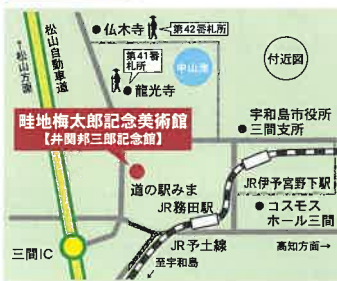 仏木寺
第42番札所
付近図
松山自動車道
←松山方面
第41番
札所
中山池
龍光寺
宇和島市役所
三間支所
畦地梅太郎記念美術館
【井関邦三郎記念館】
道の駅みま
JR務田駅
JR伊予宮野下駅
コスモス
ホール三間
三間IC
JR予土線
高知方面→
至宇和島